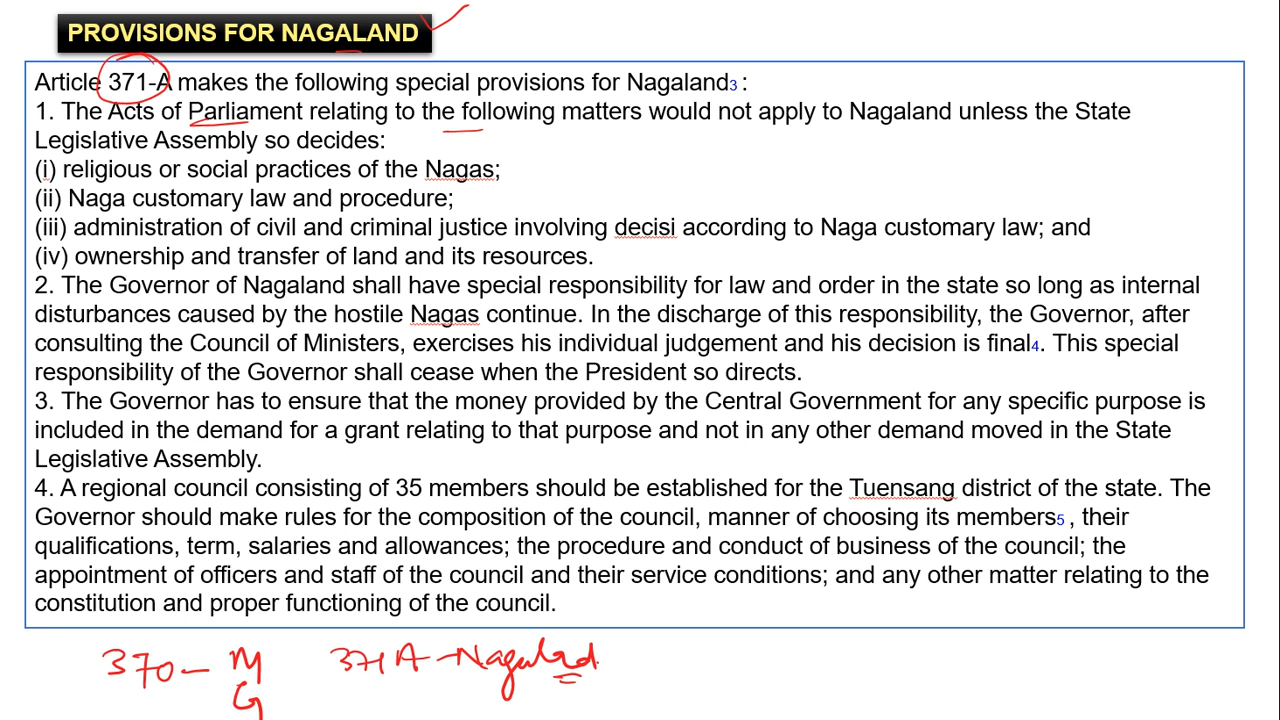 PROVISIONS FOR NAGALAND
Article 371-A makes the following special provisions for Nagaland3 :
1. The Acts of Parliament relating to the following matters would not apply to Nagaland unless the State
Legislative Assembly so decides:
(i) religious or social practices of the Nagas;
(ii) Naga customary law and procedure;
(iii) administration of civil and criminal justice involving decisi according to Naga customary law; and
(iv) ownership and transfer of land and its resources.
2. The Governor of Nagaland shall have special responsibility for law and order in the state so long as internal
disturbances caused by the hostile Nagas continue. In the discharge of this responsibility, the Governor, after
consulting the Council of Ministers, exercises his individual judgement and his decision is final4. This special
responsibility of the Governor shall cease when the President so directs.
3. The Governor has to ensure that the money provided by the Central Government for any specific purpose is
included in the demand for a grant relating to that purpose and not in any other demand moved in the State
Legislative Assembly.
4. A regional council consisting of 35 members should be established for the Tuensang district of the state. The
Governor should make rules for the composition of the council, manner of choosing its members5 , their
qualifications, term, salaries and allowances; the procedure and conduct of business of the council; the
appointment of officers and staff of the council and their service conditions; and any other matter relating to the
constitution and proper functioning of the council.
370 - M 371 A - Nagaland
G